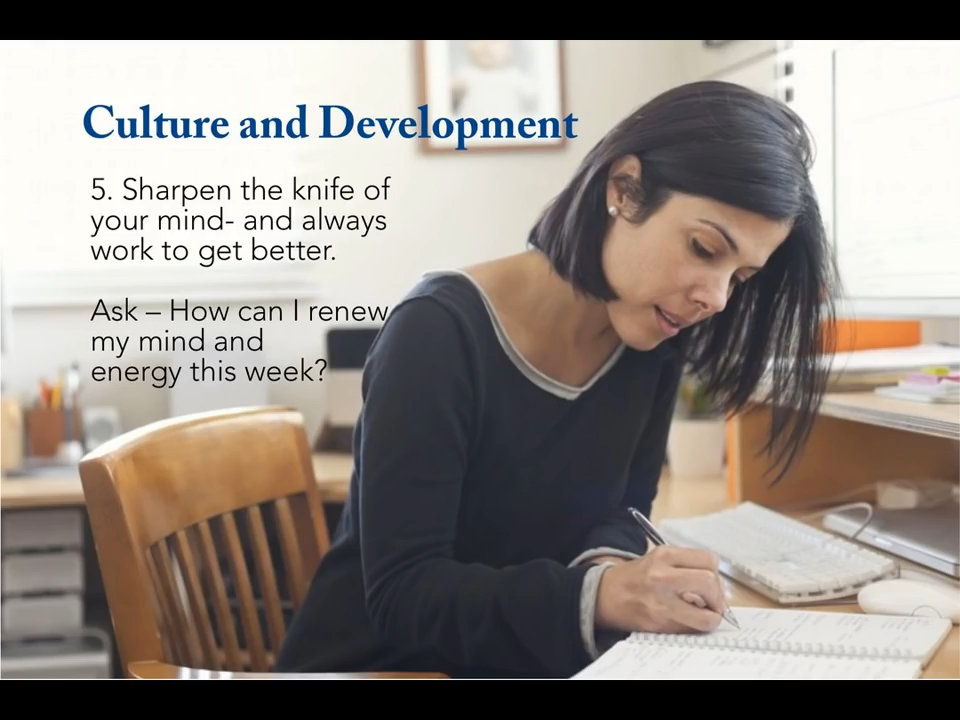 Culture and Development
5. Sharpen the knife of
your mind- and always
work to get better.
Ask – How can I renew
my mind and
energy this week?